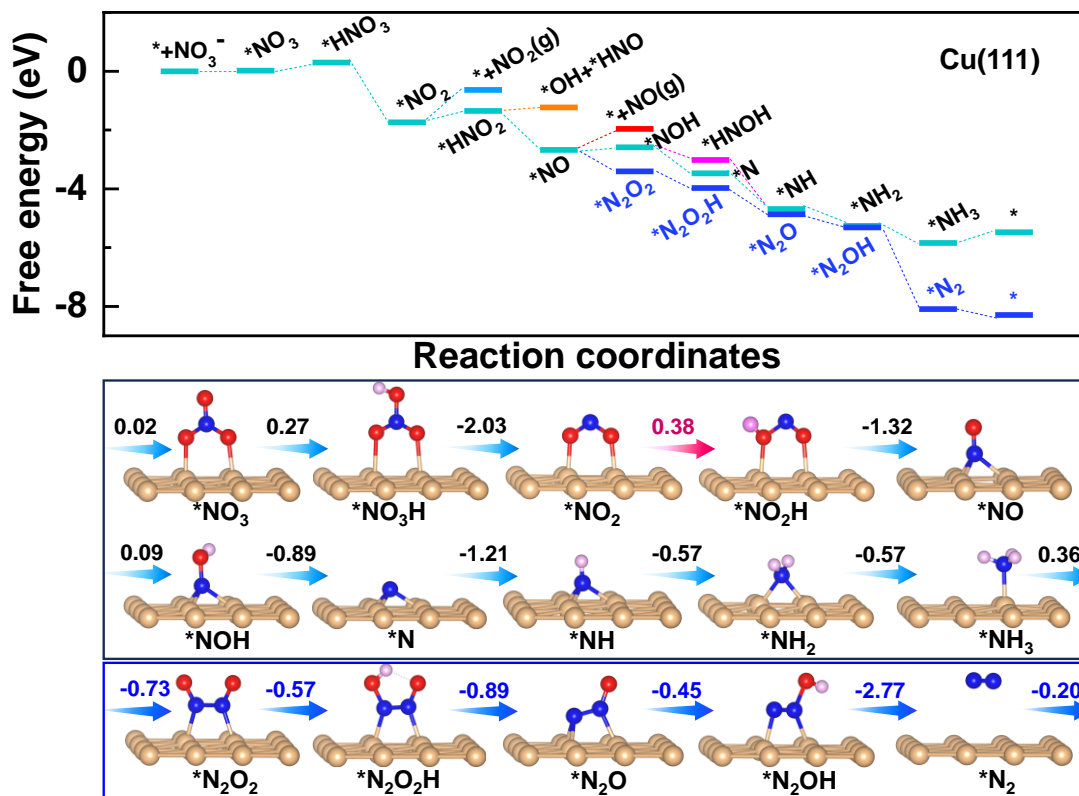 Free energy (eV)
0
-4
-8
Cu(111)
*+NO₃⁻
*NO₃
*HNO₃
*NO₂
*+NO₂(g)
*HNO₂
*OH+*HNO
*NO
*+NO(g)
*NOH
*N₂O₂
*HNOH
*N
*N₂O₂H
*NH
*N₂O
*NH₂
*N₂OH
*NH₃
*
*N₂
*
Reaction coordinates
0.02 0.27 -2.03 0.38 -1.32
*NO₃ *NO₃H *NO₂ *NO₂H *NO
0.09 -0.89 -1.21 -0.57 -0.57 0.36
*NOH *N *NH *NH₂ *NH₃
-0.73 -0.57 -0.89 -0.45 -2.77 -0.20
*N₂O₂ *N₂O₂H *N₂O *N₂OH *N₂